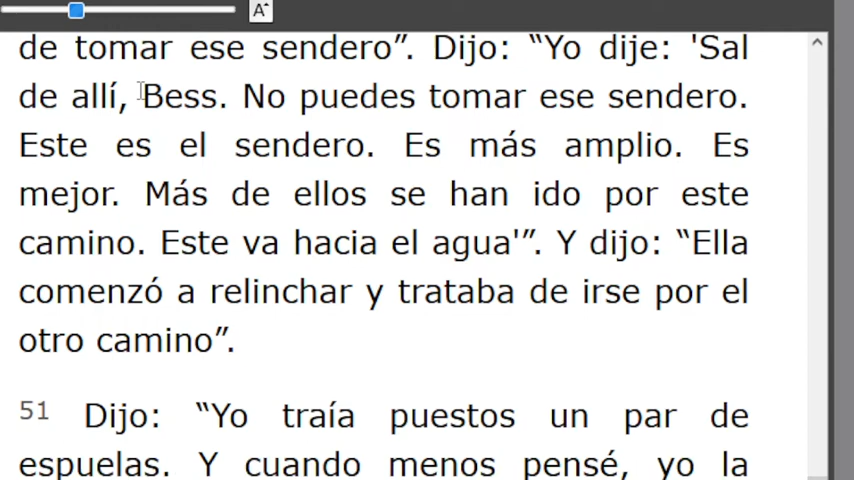 A
de tomar ese sendero”. Dijo: “Yo dije: 'Sal
de allí, Bess. No puedes tomar ese sendero.
Este es el sendero. Es más amplio. Es
mejor. Más de ellos se han ido por este
camino. Este va hacia el agua'”. Y dijo: “Ella
comenzó a relinchar y trataba de irse por el
otro camino”.
51 Dijo: “Yo traía puestos un par de
espuelas. Y cuando menos pensé, yo la